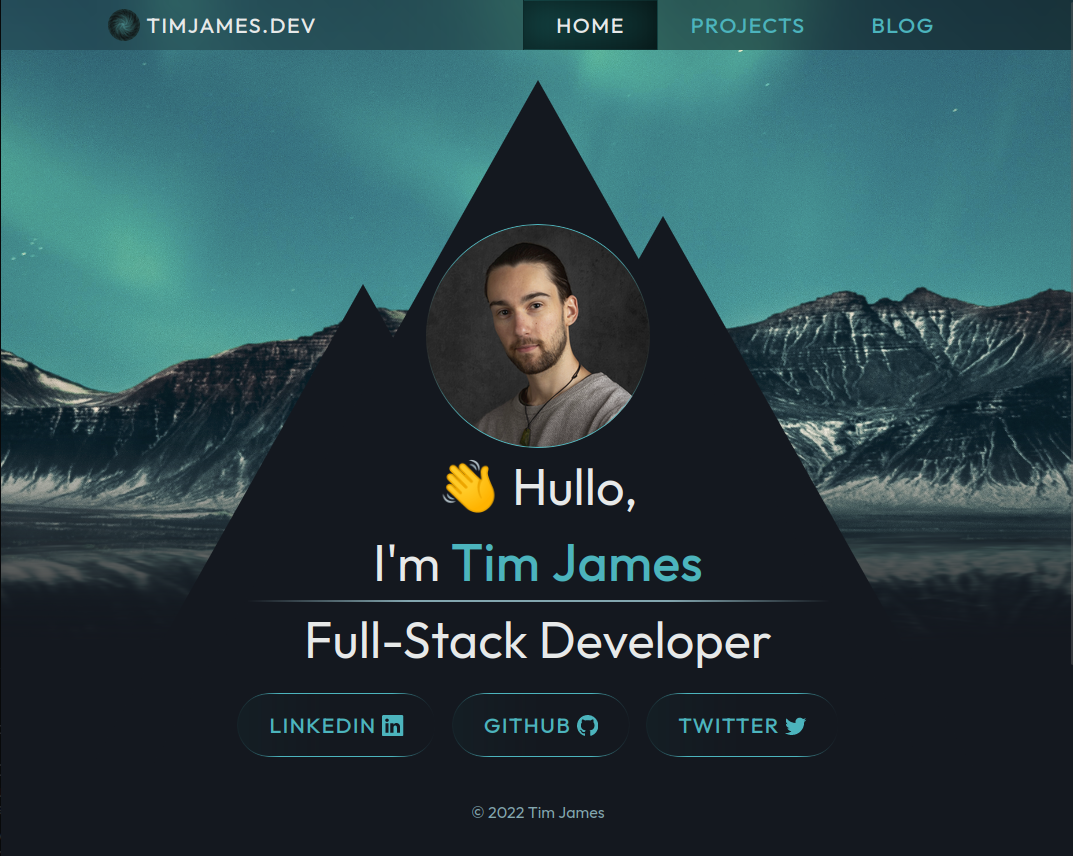 TIMJAMES.DEV HOME PROJECTS BLOG
👋 Hullo,
I'm Tim James
Full-Stack Developer
LINKEDIN GITHUB TWITTER
© 2022 Tim James